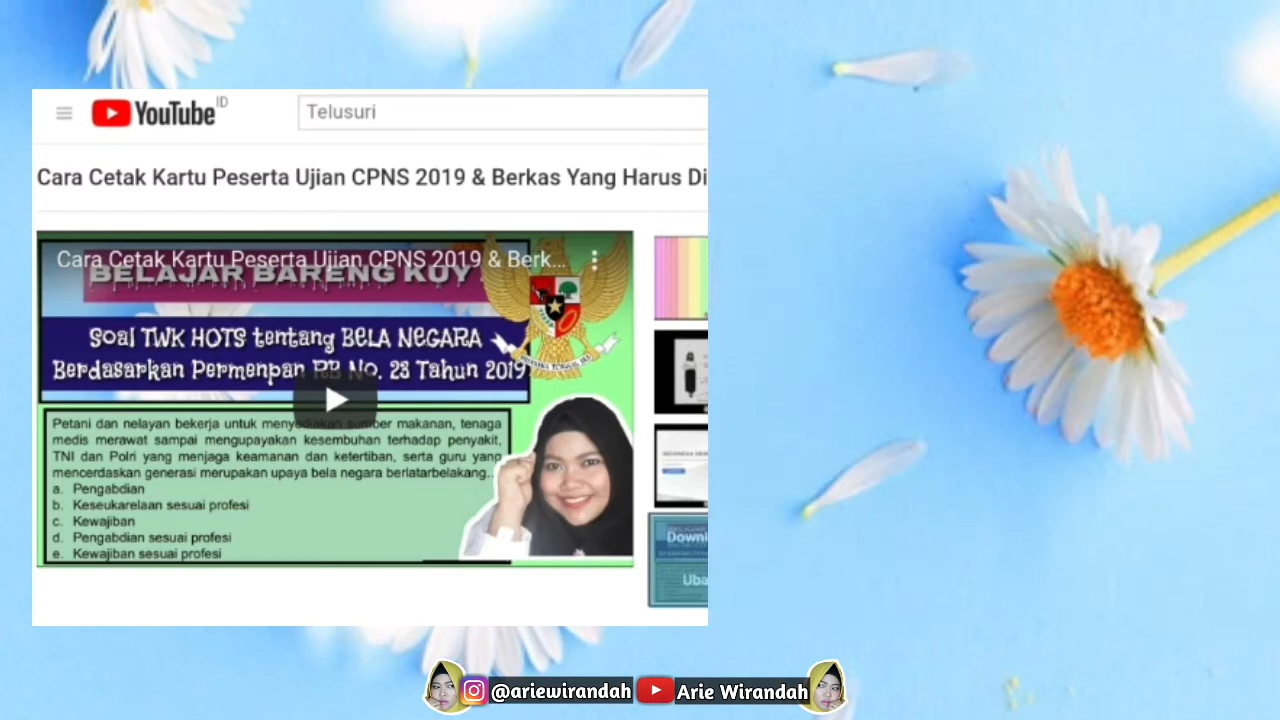 YouTube ID
Telusuri
Cara Cetak Kartu Peserta Ujian CPNS 2019 & Berkas Yang Harus Di
Cara Cetak Kartu Peserta Ujian CPNS 2019 & Berk...
BELAJAR BARENG KUY
Soal TWK HOTS tentang BELA NEGARA
Berdasarkan Permenpan RB No. 23 Tahun 2019
Petani dan nelayan bekerja untuk menyediakan sumber makanan, tenaga
medis merawat sampai mengupayakan kesembuhan terhadap penyakit,
TNI dan Polri yang menjaga keamanan dan ketertiban, serta guru yang
mencerdaskan generasi merupakan upaya bela negara berlatarbelakang...
a. Pengabdian
b. Keseukarelaan sesuai profesi
c. Kewajiban
d. Pengabdian sesuai profesi
e. Kewajiban sesuai profesi
Downl
Uba
@ariewirandah
Arie Wirandah